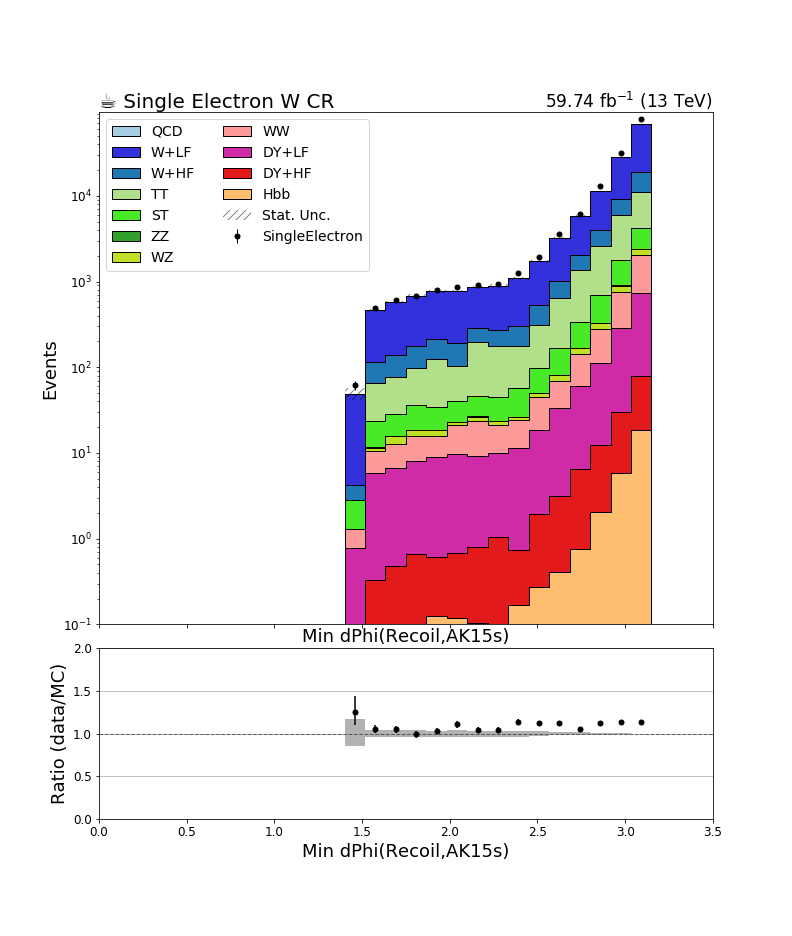 ☕ Single Electron W CR
59.74 fb⁻¹ (13 TeV)
QCD
W+LF
W+HF
TT
ST
ZZ
WZ
WW
DY+LF
DY+HF
Hbb
Stat. Unc.
SingleElectron
Events
10⁴
10³
10²
10¹
10⁰
10⁻¹
Min dPhi(Recoil,AK15s)
Ratio (data/MC)
2.0
1.5
1.0
0.5
0.0
0.0 0.5 1.0 1.5 2.0 2.5 3.0 3.5
Min dPhi(Recoil,AK15s)